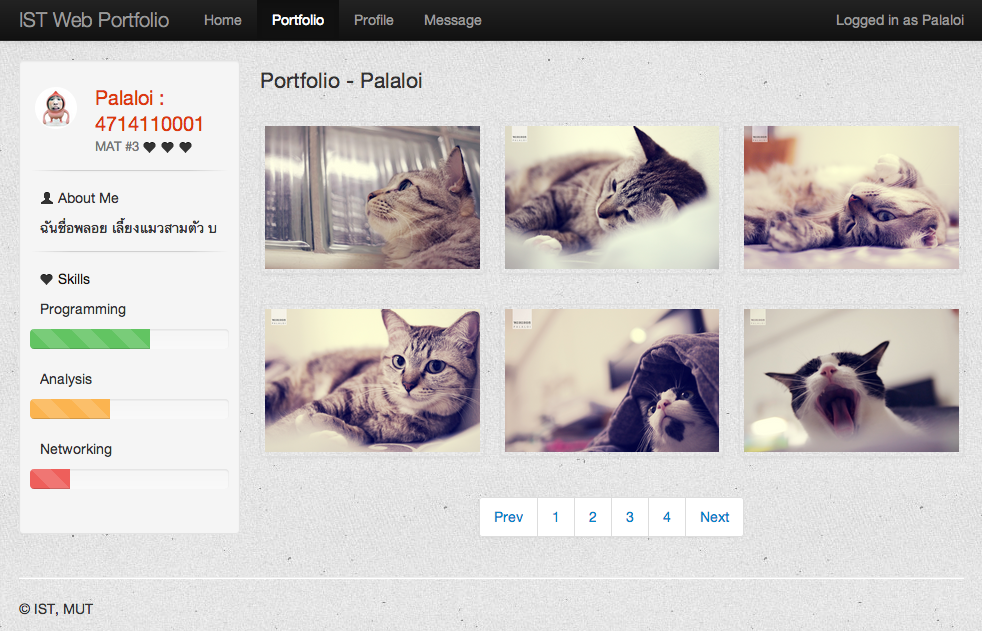 IST Web Portfolio Home Portfolio Profile Message Logged in as Palaloi
Palaloi :
4714110001
MAT #3
About Me
ฉันชื่อพลอย เลี้ยงแมวสามตัว บ
Skills
Programming
Analysis
Networking
Portfolio - Palaloi
Prev 1 2 3 4 Next
© IST, MUT